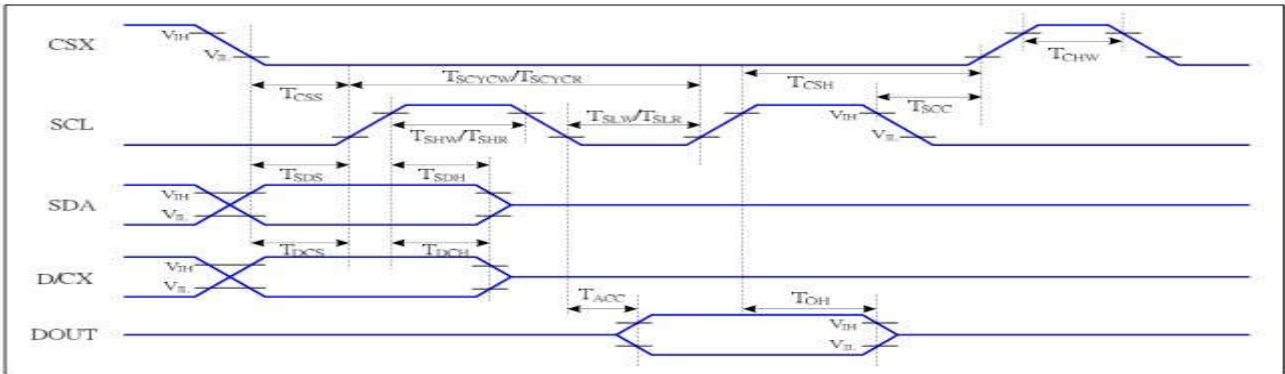 CSX
VIH
VIL
TCHW
TCSS
TSCYCW/TSCYCR
TCSH
TSCC
SCL
TSHW/TSHR
TSLW/TSLR
VIH
VIL
TSDS
TSDH
SDA
VIH
VIL
TDCS
TDCH
D/CX
VIH
VIL
TACC
TOH
DOUT
VIH
VIL